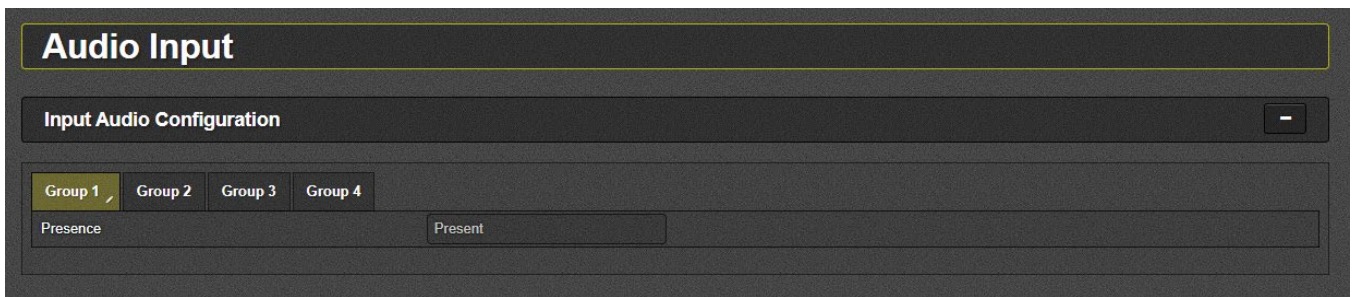 Audio Input
Input Audio Configuration
Group 1 Group 2 Group 3 Group 4
Presence Present